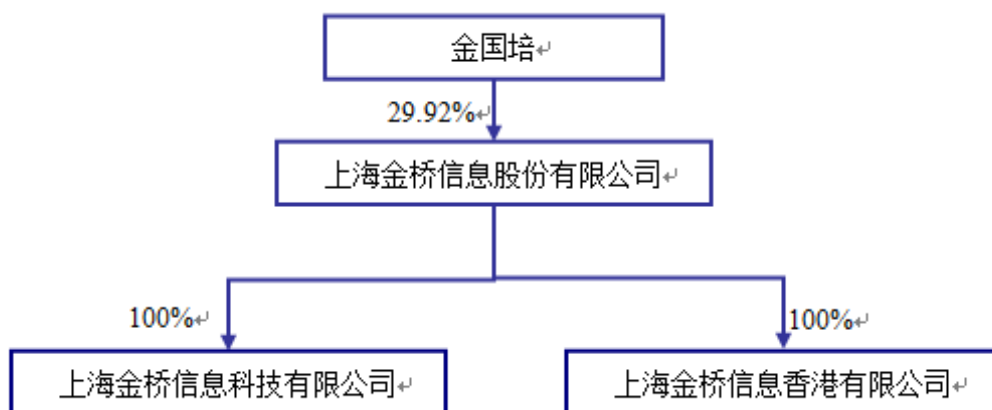 金国培
29.92%
上海金桥信息股份有限公司
100%
100%
上海金桥信息科技有限公司
上海金桥信息香港有限公司